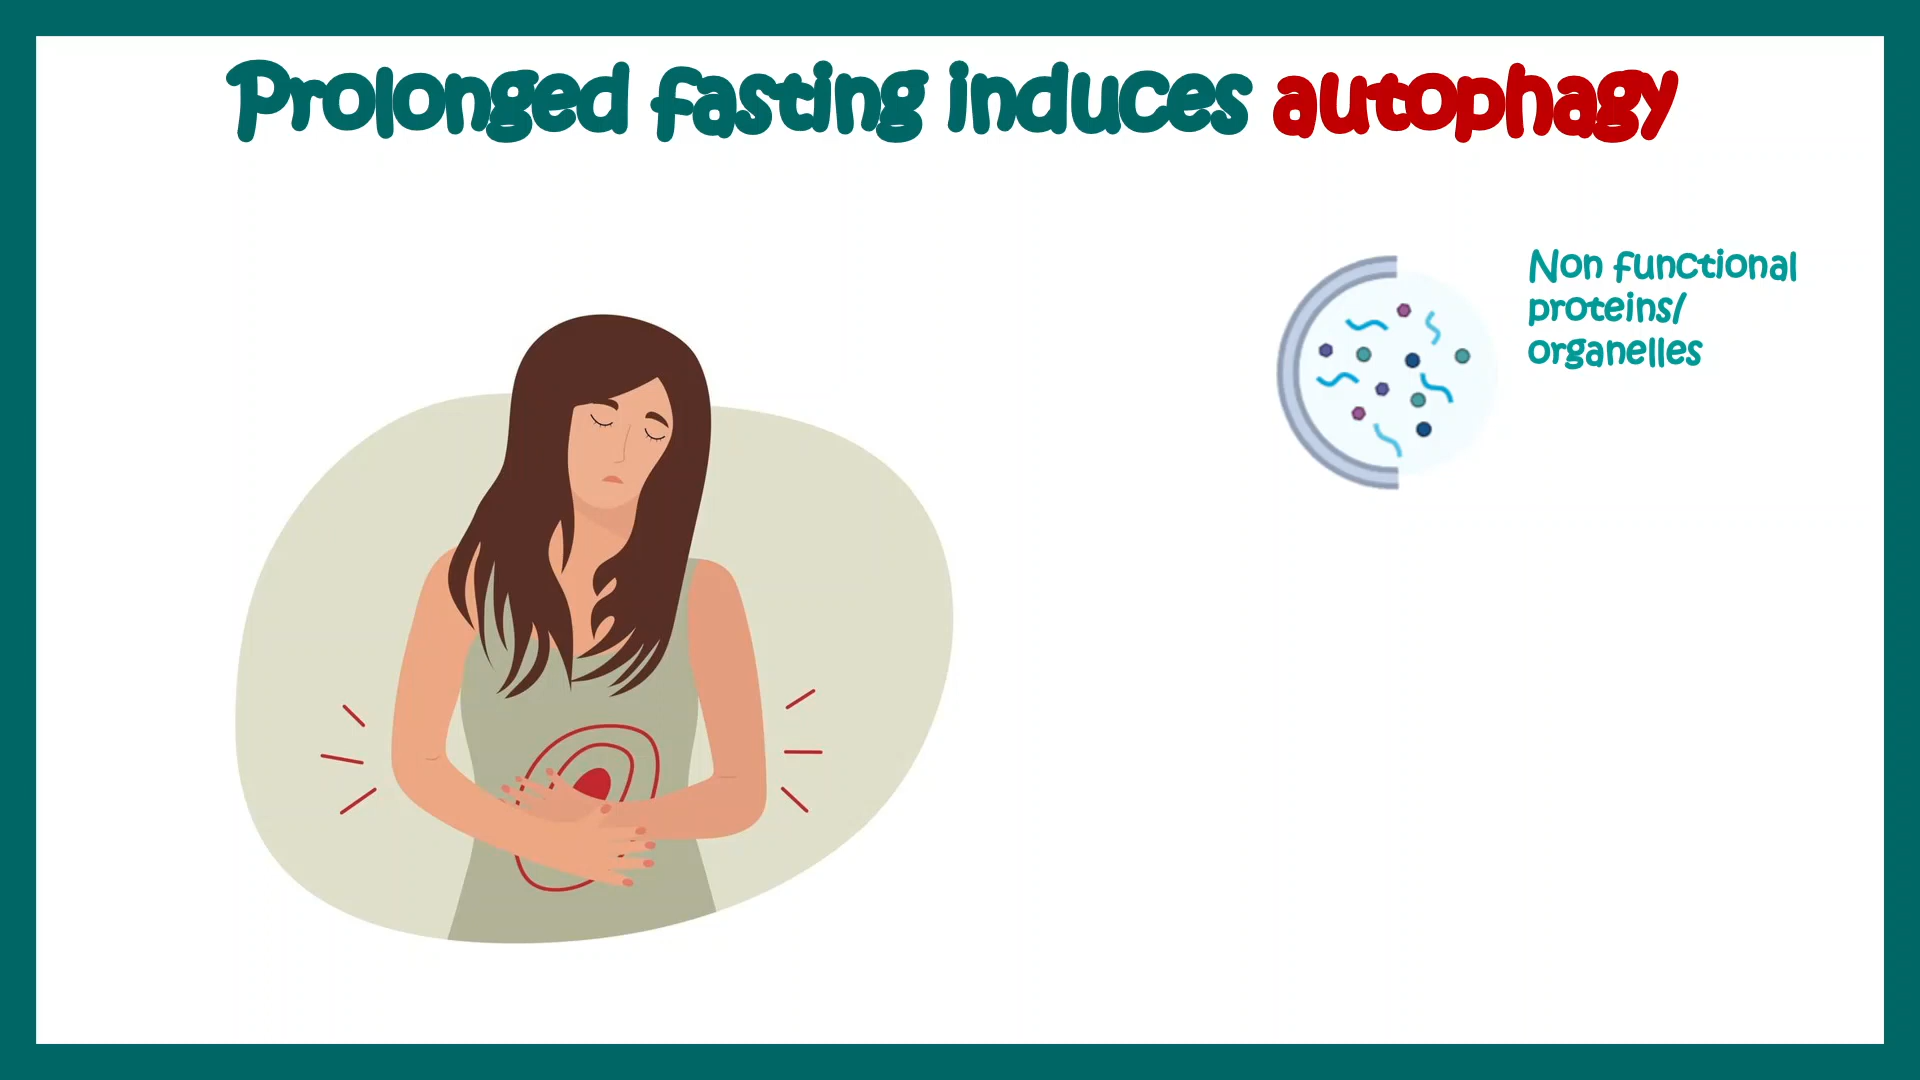 Prolonged fasting induces autophagy
Non functional
proteins/
organelles